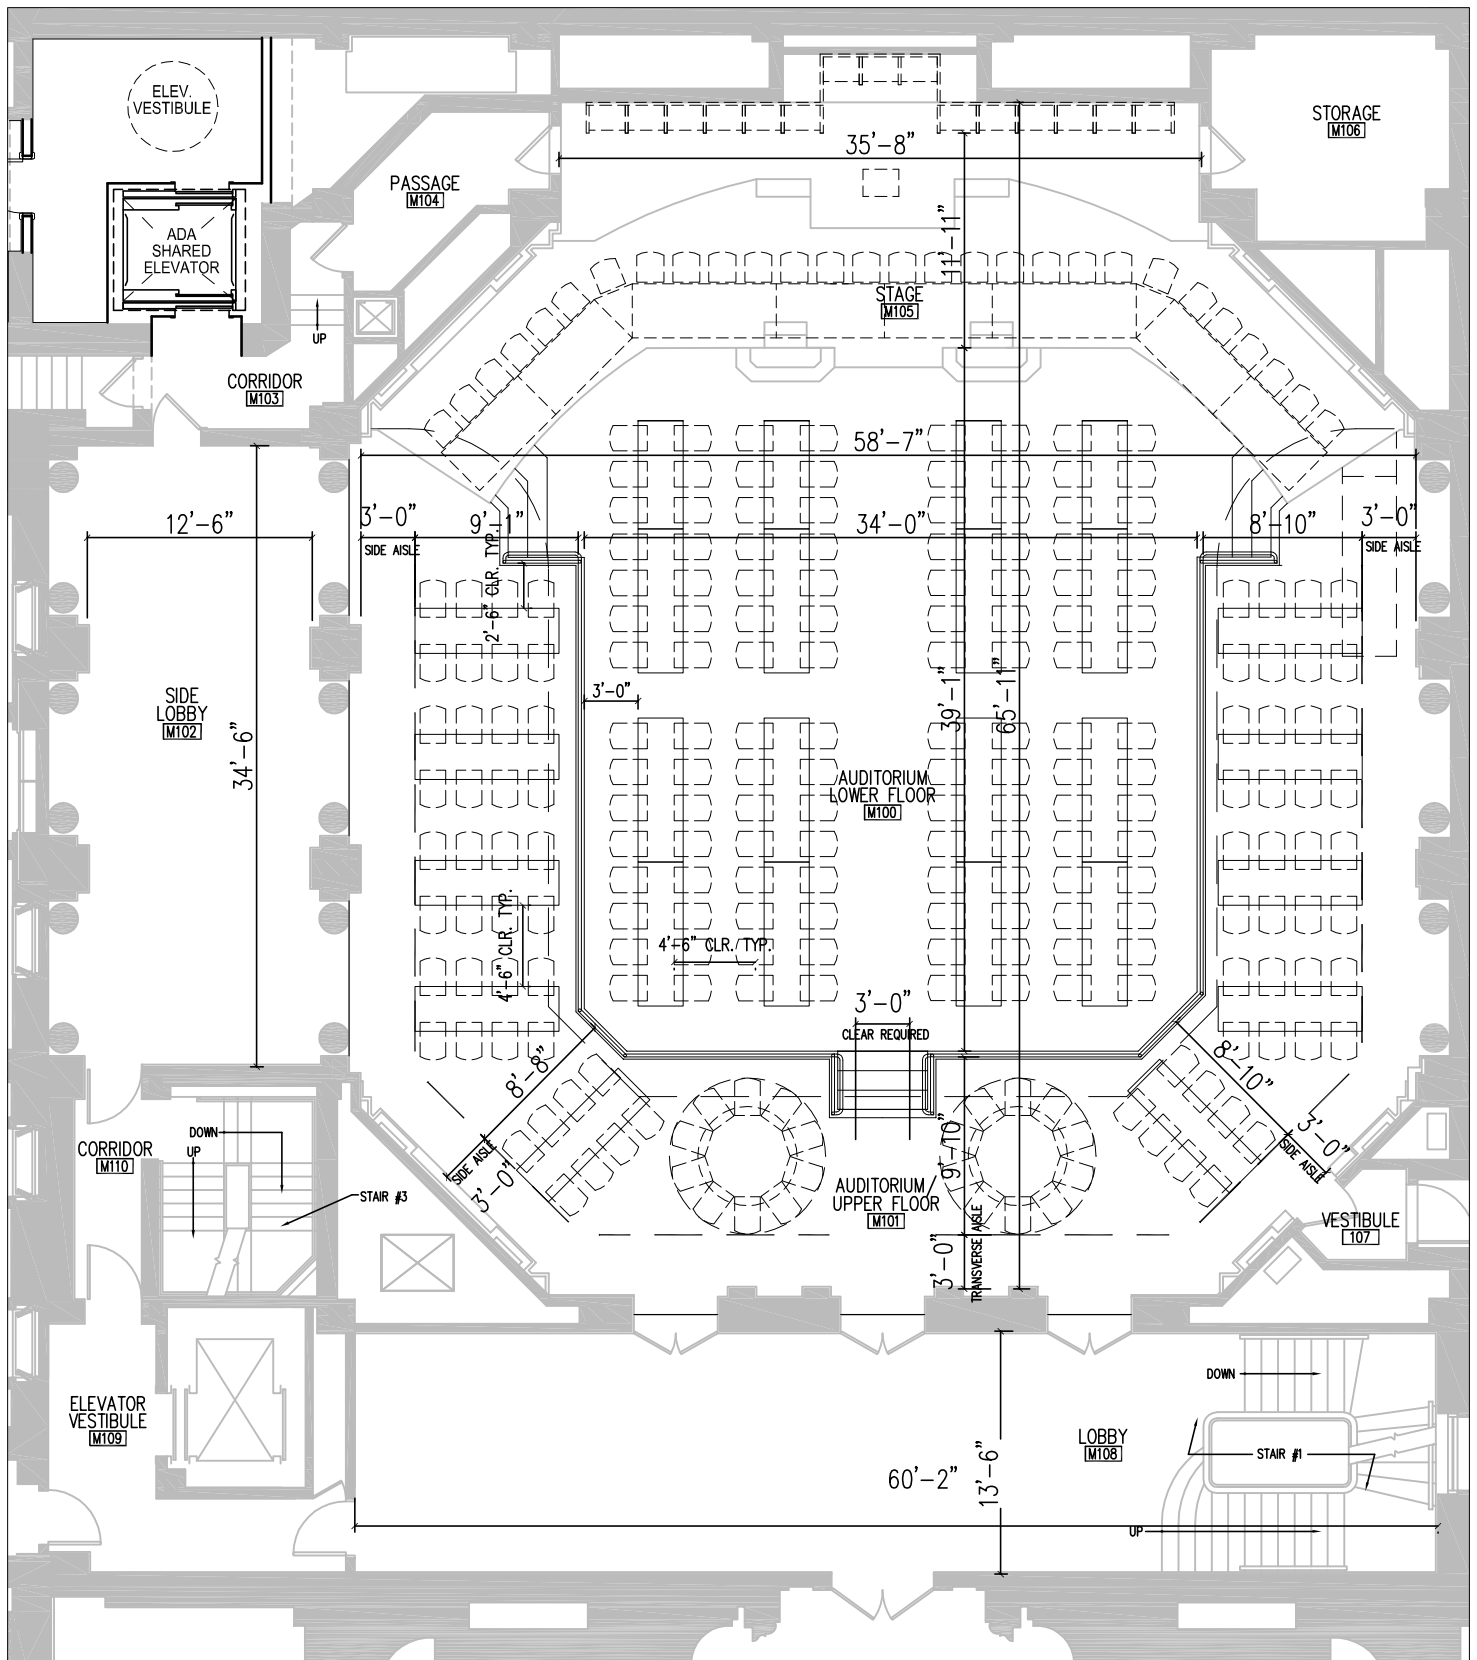 ELEV.
VESTIBULE
STORAGE
M106
35'-8"
PASSAGE
M104
ADA
SHARED
ELEVATOR
11'-11"
STAGE
M105
UP
CORRIDOR
M103
58'-7"
12'-6"
3'-0"
SIDE AISLE
9'-1"
34'-0"
8'-10"
3'-0"
SIDE AISLE
2'-6" CLR. TYP.
3'-0"
SIDE
LOBBY
M102
34'-6"
39'-1"
65'-11"
AUDITORIUM
LOWER FLOOR
M100
4'-6" CLR. TYP.
4'-6" CLR. TYP.
3'-0"
CLEAR REQUIRED
8'-8"
8'-10"
DOWN
UP
CORRIDOR
M110
STAIR #3
SIDE AISLE
3'-0"
9'-10"
3'-0"
SIDE AISLE
AUDITORIUM
UPPER FLOOR
M101
VESTIBULE
107
3'-0"
TRANSVERSE AISLE
ELEVATOR
VESTIBULE
M109
DOWN
LOBBY
M108
STAIR #1
60'-2"
13'-6"
UP